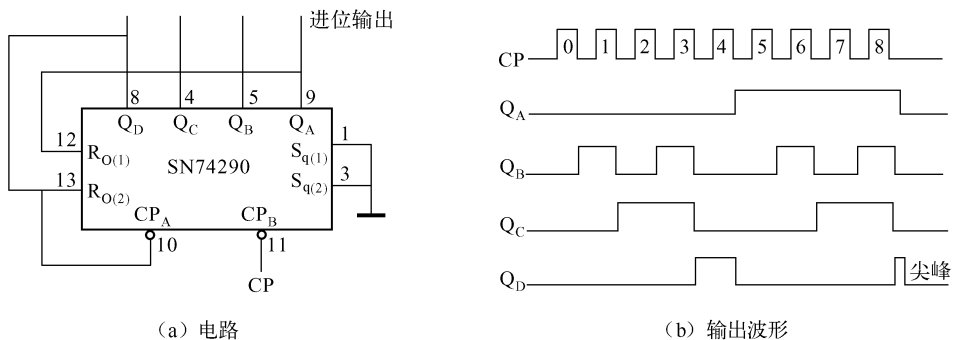 进位输出
8 4 5 9
Q_D Q_C Q_B Q_A
12 R_O(1)
13 R_O(2)
SN74290
S_q(1) 1
S_q(2) 3
CP_A CP_B
10 11
CP
(a) 电路
CP 0 1 2 3 4 5 6 7 8
Q_A
Q_B
Q_C
Q_D 尖峰
(b) 输出波形